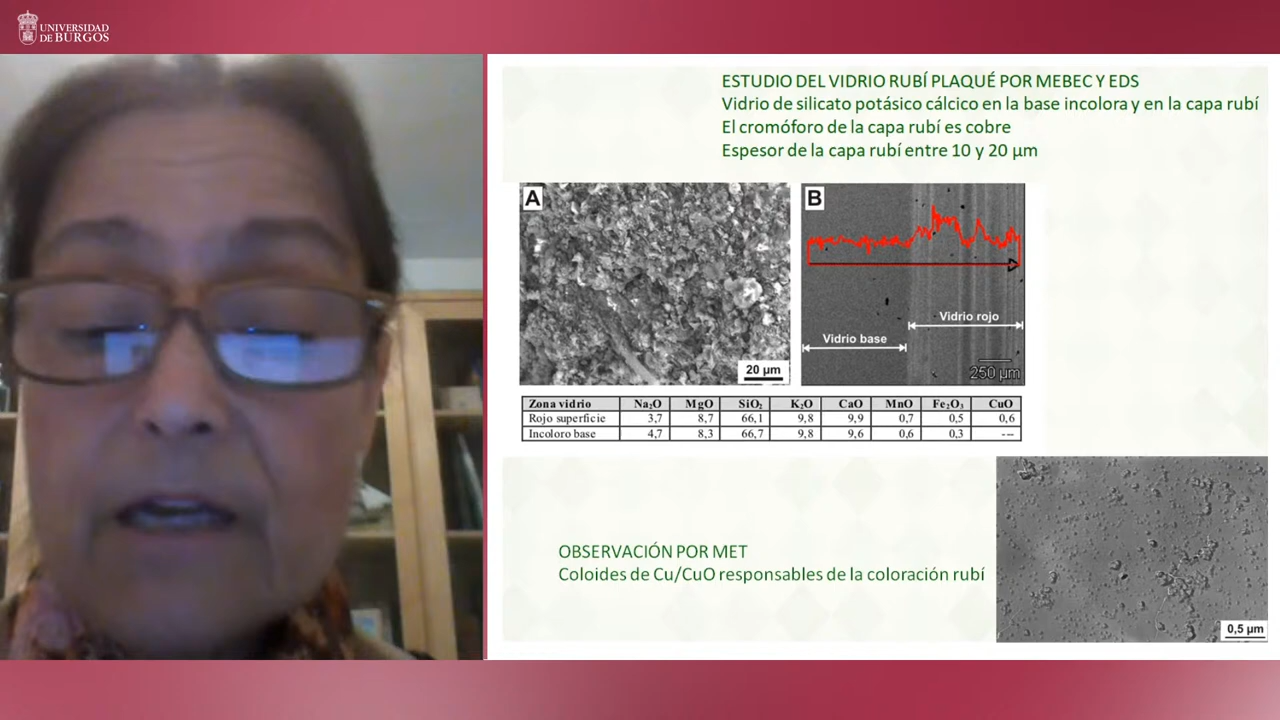 UNIVERSIDAD
DE BURGOS
ESTUDIO DEL VIDRIO RUBÍ PLAQUÉ POR MEBEC Y EDS
Vidrio de silicato potásico cálcico en la base incolora y en la capa rubí
El cromóforo de la capa rubí es cobre
Espesor de la capa rubí entre 10 y 20 µm
A
B
Vidrio rojo
Vidrio base
20 µm
250 µm
Zona vidrio Na₂O MgO SiO₂ K₂O CaO MnO Fe₂O₃ CuO
Rojo superficie 3,7 8,7 66,1 9,8 9,9 0,7 0,5 0,6
Incoloro base 4,7 8,3 66,7 9,8 9,6 0,6 0,3 ---
OBSERVACIÓN POR MET
Coloides de Cu/CuO responsables de la coloración rubí
0,5 µm